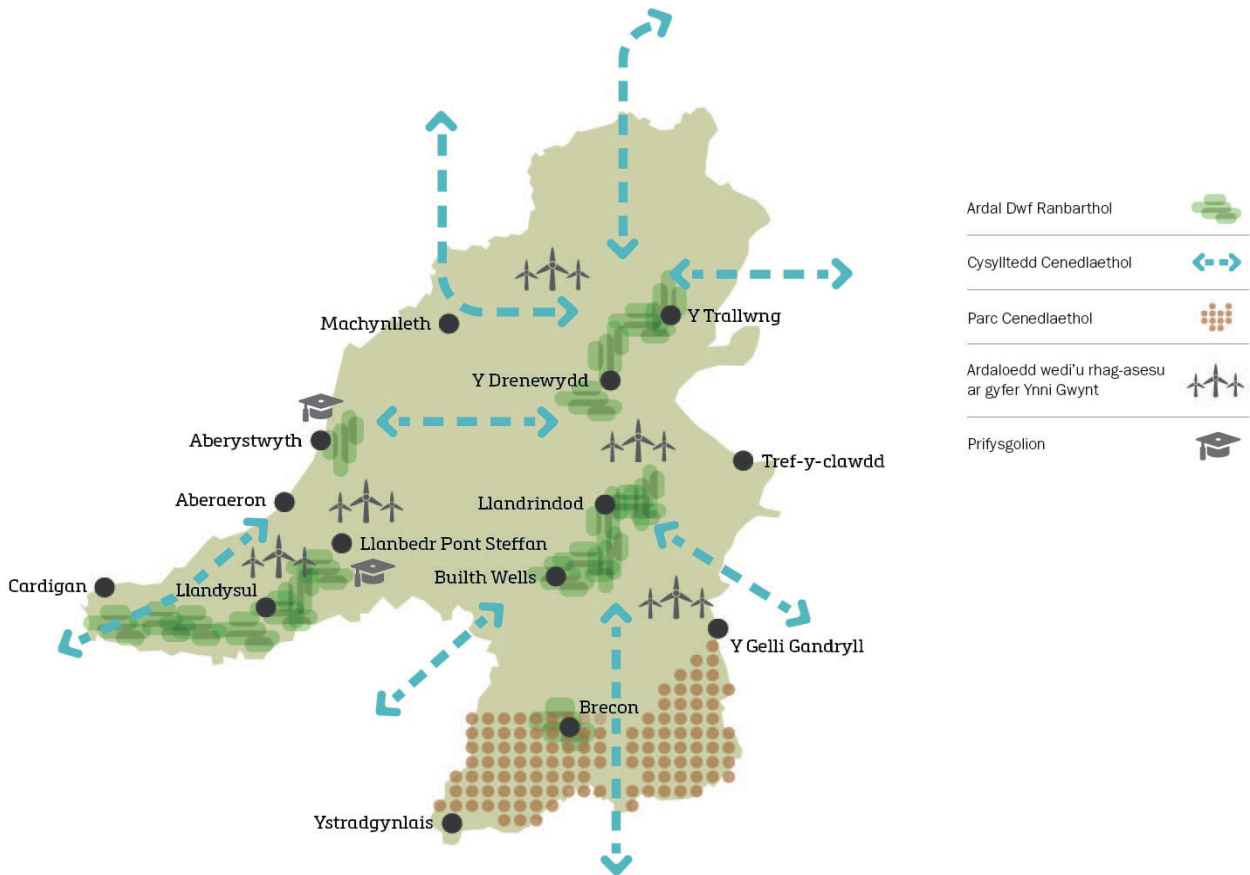 Machynlleth
Y Trallwng
Y Drenewydd
Aberystwyth
Tref-y-clawdd
Aberaeron
Llandrindod
Llanbedr Pont Steffan
Cardigan
Llandysul
Builth Wells
Y Gelli Gandryll
Brecon
Ystradgynlais
Ardal Dwf Ranbarthol
Cysylltedd Cenedlaethol
Parc Cenedlaethol
Ardaloedd wedi'u rhag-asesu
ar gyfer Ynni Gwynt
Prifysgolion